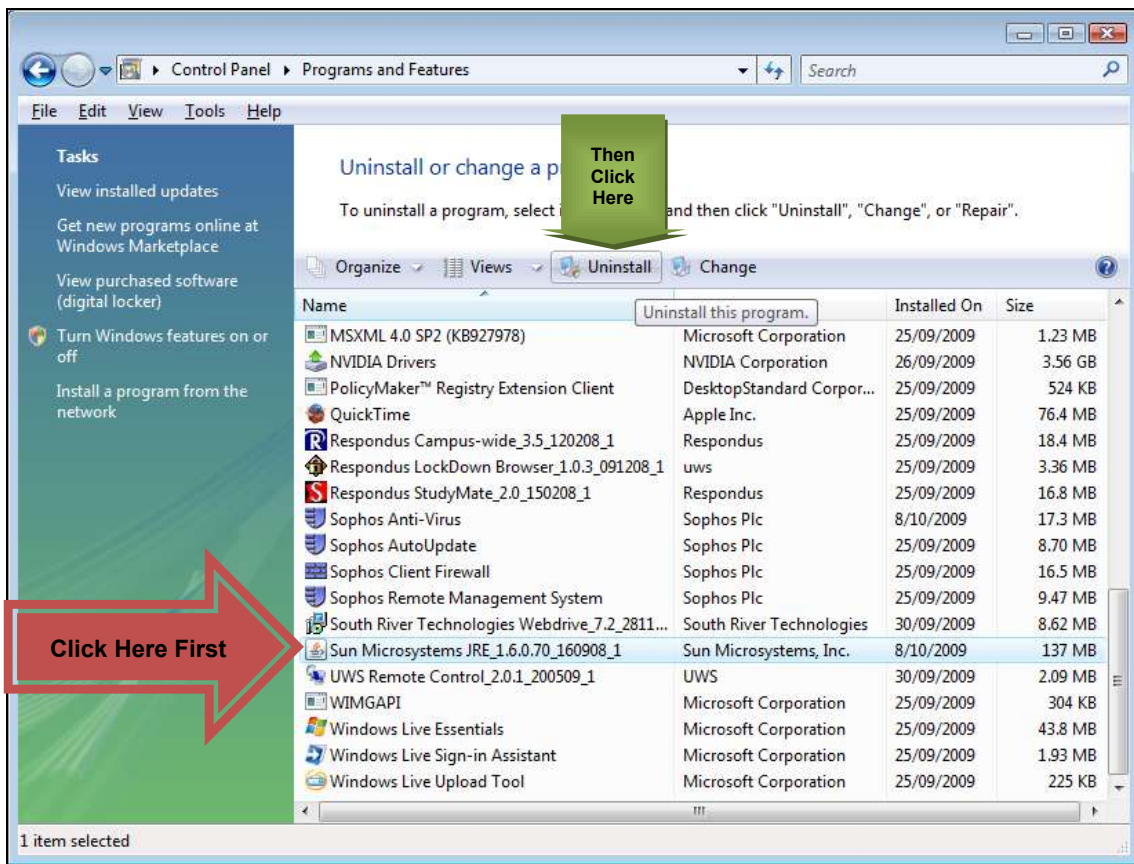 Control Panel
Programs and Features
Search
File Edit View Tools Help
Tasks
View installed updates
Get new programs online at
Windows Marketplace
View purchased software
(digital locker)
Turn Windows features on or
off
Install a program from the
network
Then
Click
Here
Uninstall or change a p
To uninstall a program, select and then click "Uninstall", "Change", or "Repair".
Organize Views Uninstall Change
Uninstall this program.
Name Installed On Size
MSXML 4.0 SP2 (KB927978) Microsoft Corporation 25/09/2009 1.23 MB
NVIDIA Drivers NVIDIA Corporation 26/09/2009 3.56 GB
PolicyMaker™ Registry Extension Client DesktopStandard Corpor... 25/09/2009 524 KB
QuickTime Apple Inc. 25/09/2009 76.4 MB
Respondus Campus-wide_3.5_120208_1 Respondus 25/09/2009 18.4 MB
Respondus LockDown Browser_1.0.3_091208_1 uws 25/09/2009 3.36 MB
Respondus StudyMate_2.0_150208_1 Respondus 25/09/2009 16.8 MB
Sophos Anti-Virus Sophos Plc 8/10/2009 17.3 MB
Sophos AutoUpdate Sophos Plc 25/09/2009 8.70 MB
Sophos Client Firewall Sophos Plc 25/09/2009 16.5 MB
Sophos Remote Management System Sophos Plc 25/09/2009 9.47 MB
South River Technologies Webdrive_7.2_2811... South River Technologies 30/09/2009 8.62 MB
Click Here First
Sun Microsystems JRE_1.6.0.70_160908_1 Sun Microsystems, Inc. 8/10/2009 137 MB
UWS Remote Control_2.0.1_200509_1 UWS 30/09/2009 2.09 MB
WIMGAPI Microsoft Corporation 25/09/2009 304 KB
Windows Live Essentials Microsoft Corporation 25/09/2009 43.8 MB
Windows Live Sign-in Assistant Microsoft Corporation 25/09/2009 1.93 MB
Windows Live Upload Tool Microsoft Corporation 25/09/2009 225 KB
1 item selected